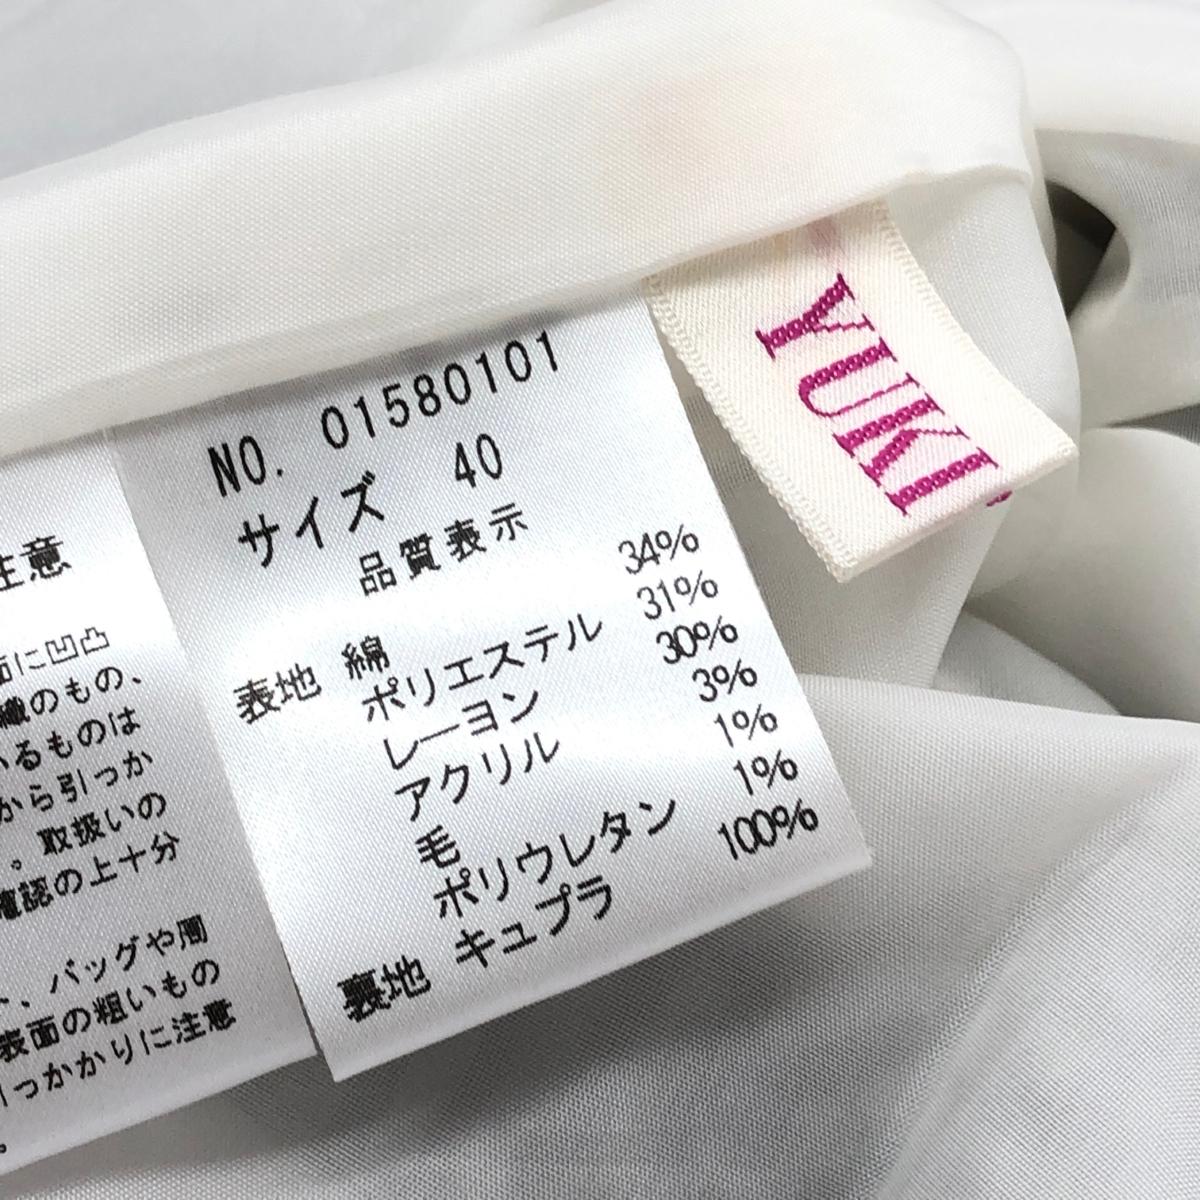 NO. 01580101
サイズ 40
品質表示
表地 綿 34%
ポリエステル 31%
レーヨン 30%
アクリル 3%
毛 1%
ポリウレタン 1%
裏地 キュプラ 100%
YUKI
注意
面に凹凸
繊のもの、
いるものは
から引っか
。取扱いの
確認の上十分
、バッグや周
表面の粗いもの
引っかかりに注意
。